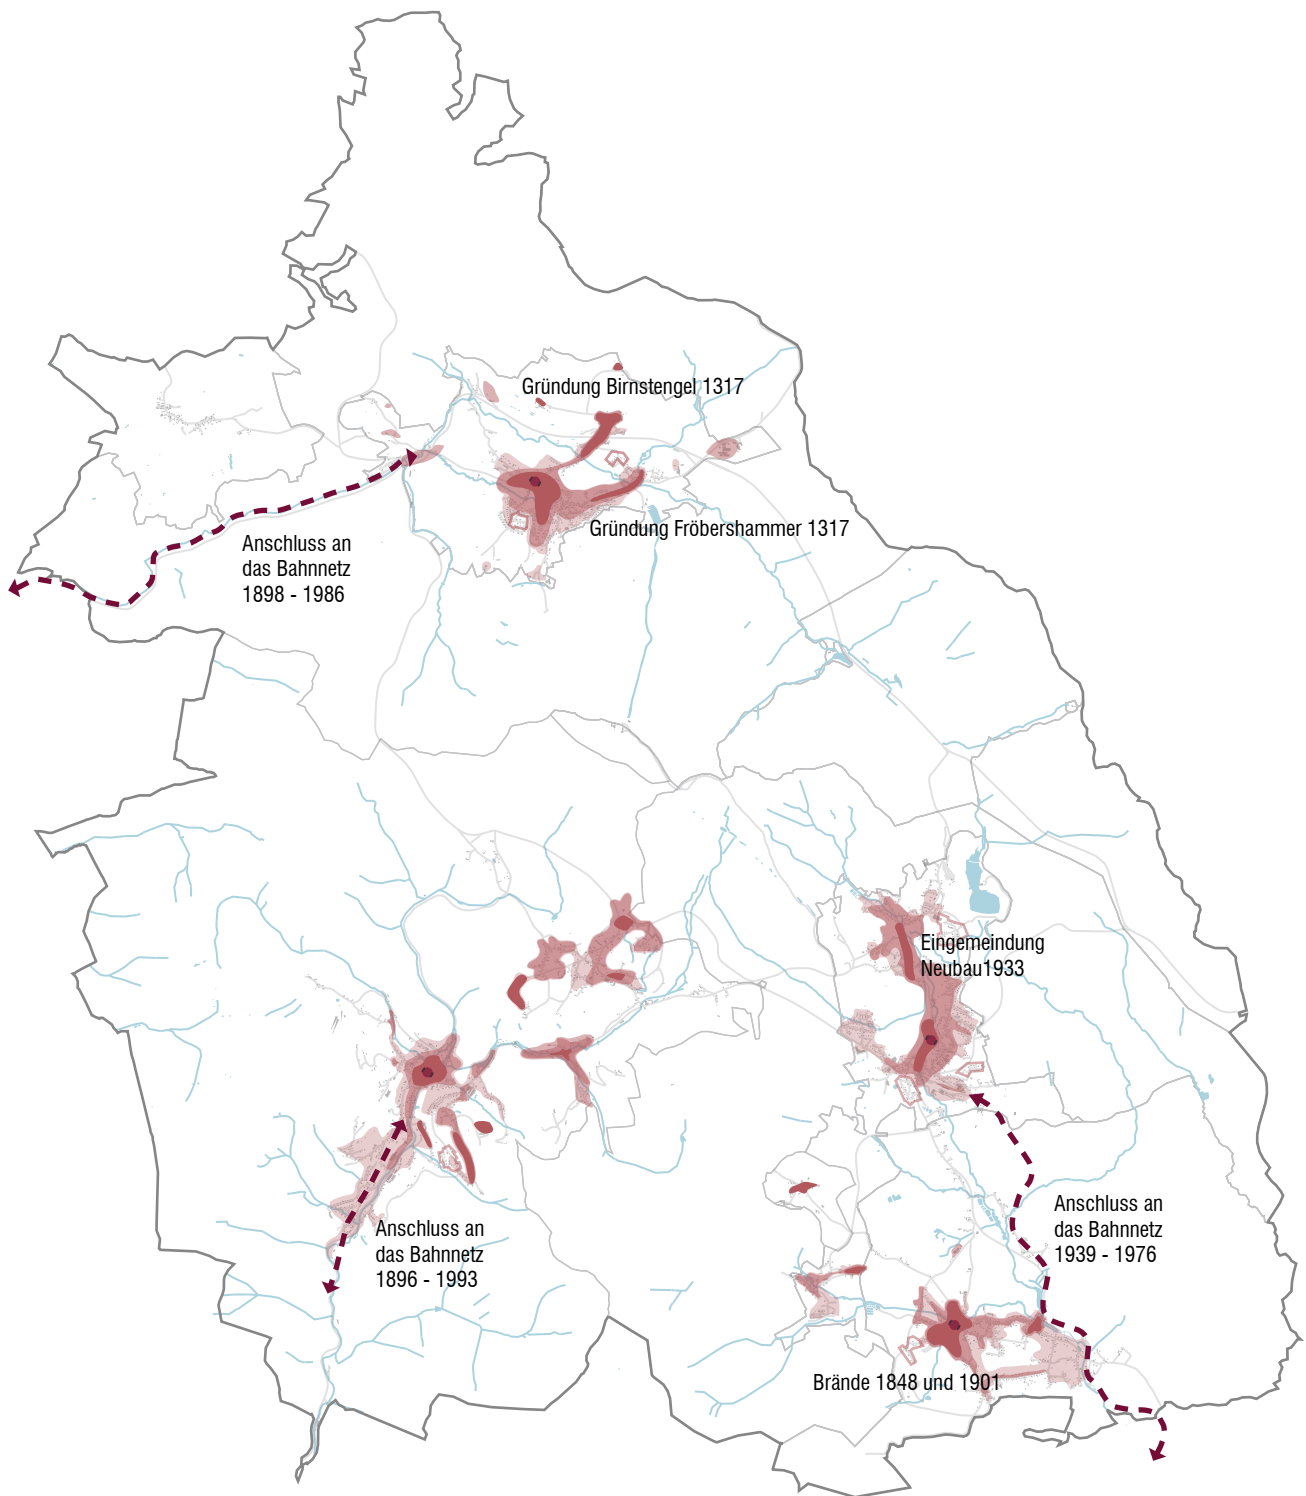 Gründung Birnstengel 1317
Gründung Fröbershammer 1317
Anschluss an
das Bahnnetz
1898 - 1986
Eingemeindung
Neubau1933
Anschluss an
das Bahnnetz
1939 - 1976
Anschluss an
das Bahnnetz
1896 - 1993
Brände 1848 und 1901